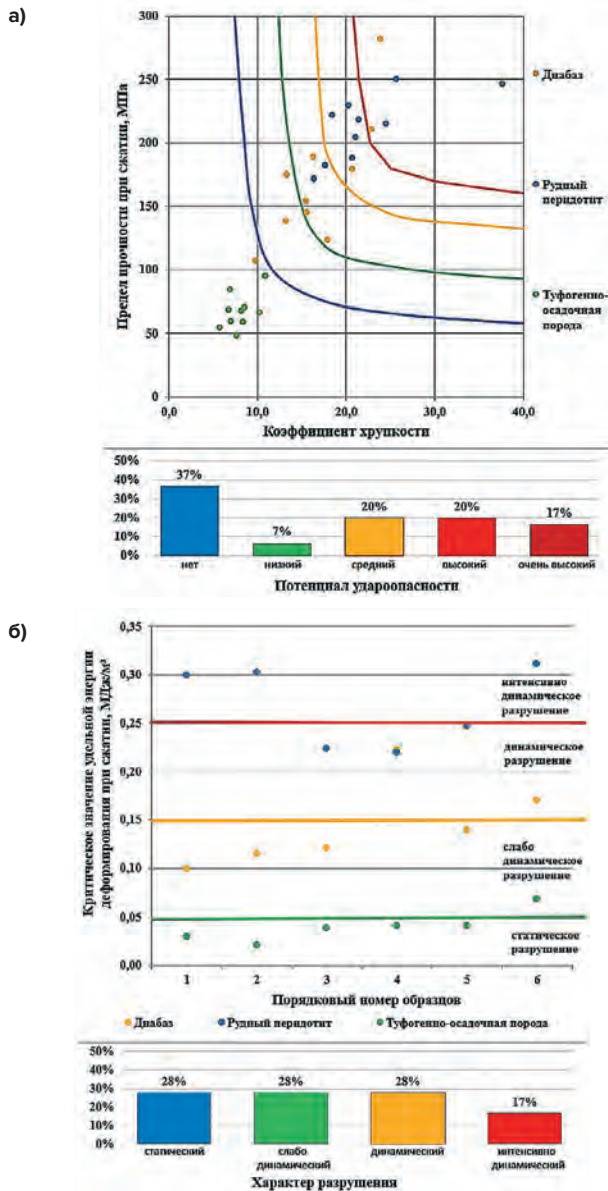 а)
Предел прочности при сжатии, МПа
300
250
200
150
100
50
0
0,0
10,0
20,0
30,0
40,0
Коэффициент хрупкости
Диабаз
Рудный
перидотит
Туфогенно-
осадочная
порода
50%
40%
30%
20%
10%
0%
37%
7%
20%
20%
17%
нет
низкий
средний
высокий
очень высокий
Потенциал удароопасности
б)
Критическое значение удельной энергии
деформирования при сжатии, МДж/м³
0,35
0,30
0,25
0,20
0,15
0,10
0,05
0,00
интенсивно
динамическое
разрушение
динамическое
разрушение
слабо
динамическое
разрушение
статическое
разрушение
1
2
3
4
5
6
Порядковый номер образцов
Диабаз
Рудный перидотит
Туфогенно-осадочная порода
50%
40%
30%
20%
10%
0%
28%
28%
28%
17%
статический
слабо
динамический
динамический
интенсивно
динамический
Характер разрушения